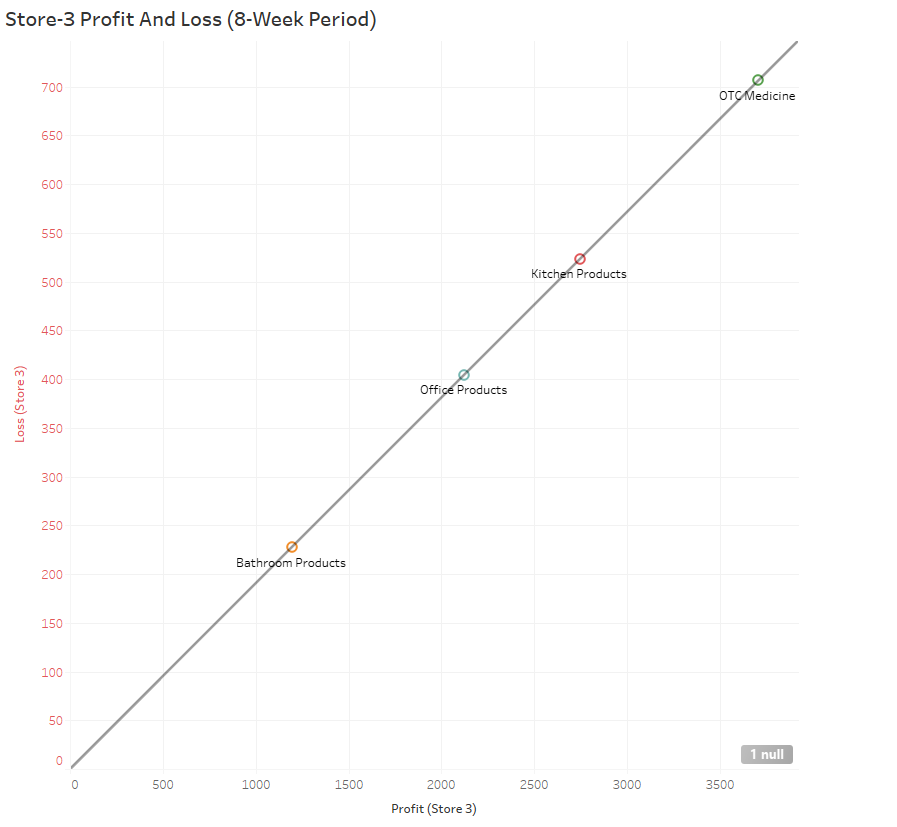 Store-3 Profit And Loss (8-Week Period)
700
OTC Medicine
650
600
550
500
Kitchen Products
450
400
Office Products
350
Loss (Store 3)
300
250
Bathroom Products
200
150
100
50
0
1 null
0 500 1000 1500 2000 2500 3000 3500
Profit (Store 3)